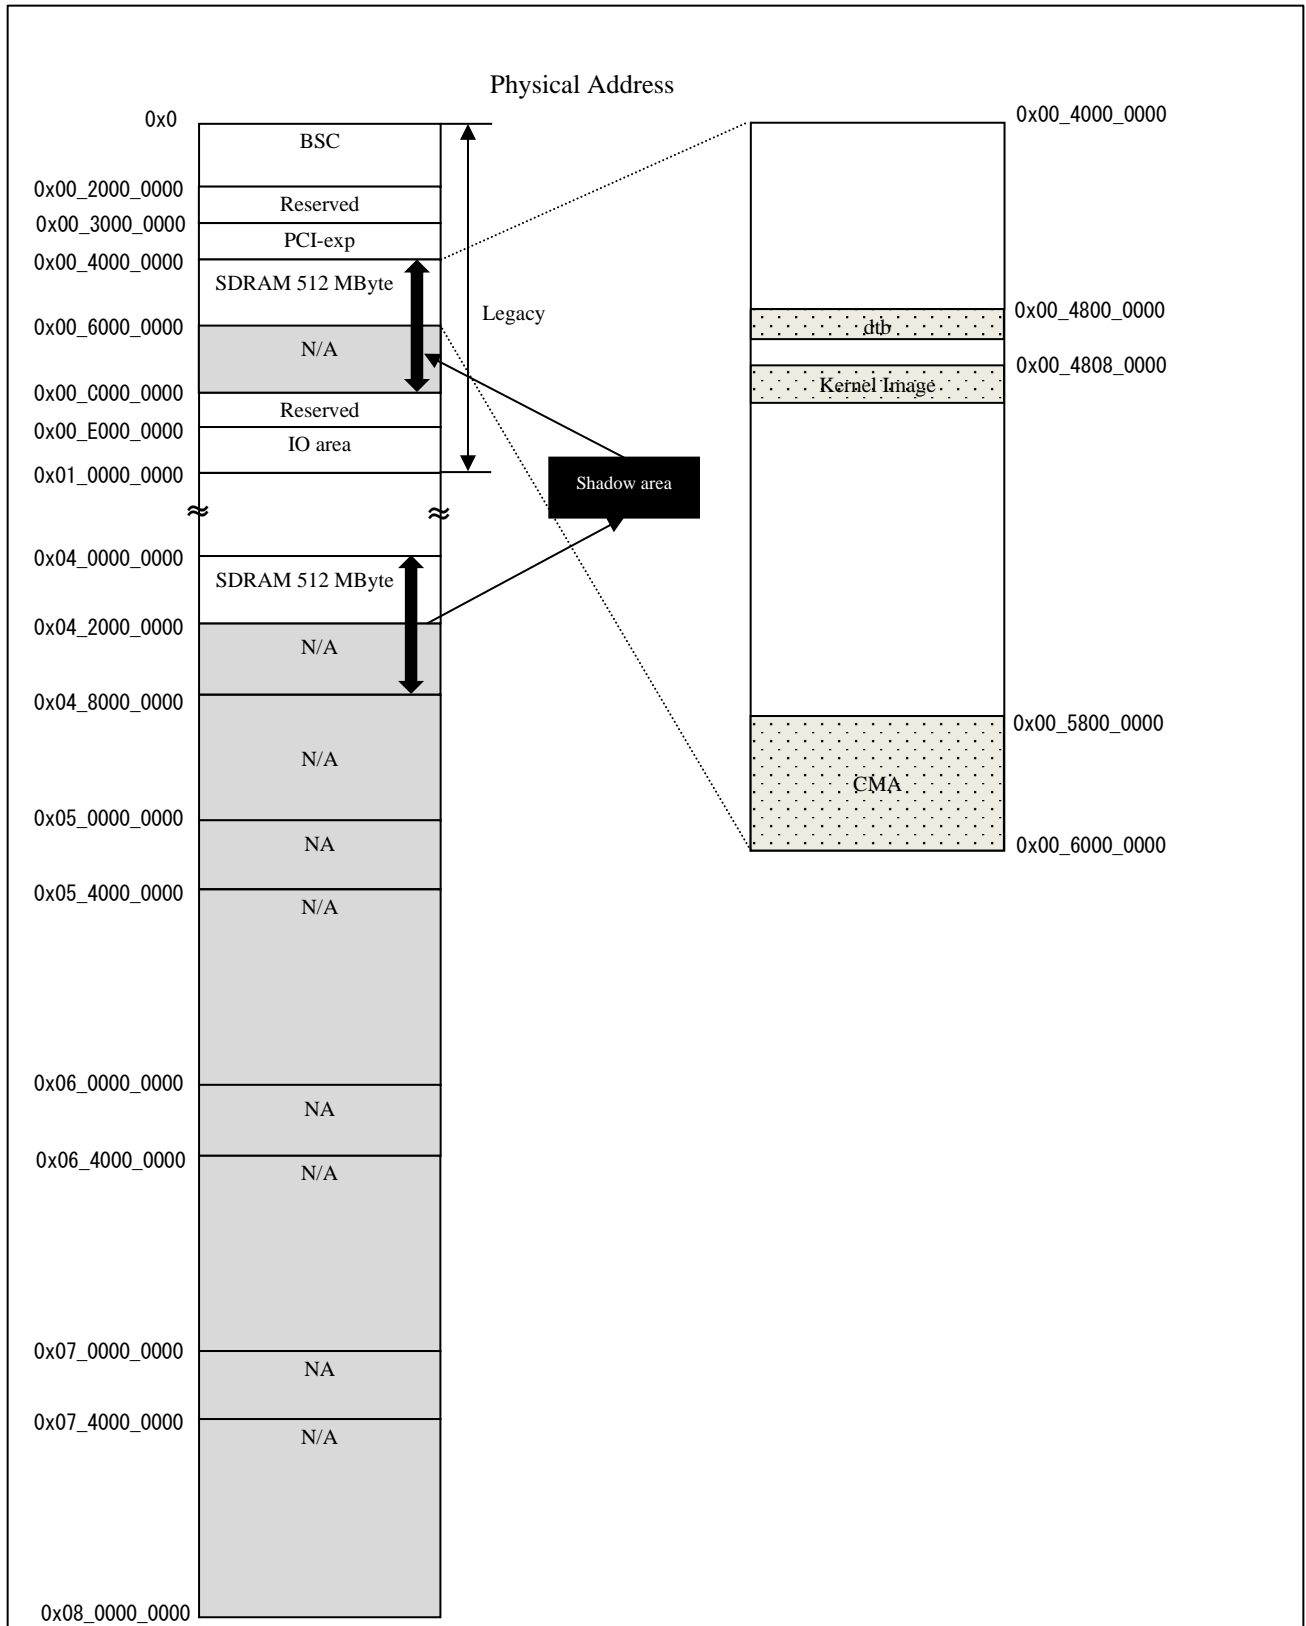 Physical Address
0x0
BSC
0x00_2000_0000
Reserved
0x00_3000_0000
PCI-exp
0x00_4000_0000
SDRAM 512 MByte
Legacy
0x00_6000_0000
N/A
0x00_C000_0000
Reserved
0x00_E000_0000
IO area
0x01_0000_0000
Shadow area
≈
≈
0x04_0000_0000
SDRAM 512 MByte
0x04_2000_0000
N/A
0x04_8000_0000
N/A
0x05_0000_0000
NA
0x05_4000_0000
N/A
0x06_0000_0000
NA
0x06_4000_0000
N/A
0x07_0000_0000
NA
0x07_4000_0000
N/A
0x08_0000_0000
0x00_4000_0000
0x00_4800_0000
dtb
0x00_4808_0000
Kernel Image
0x00_5800_0000
CMA
0x00_6000_0000